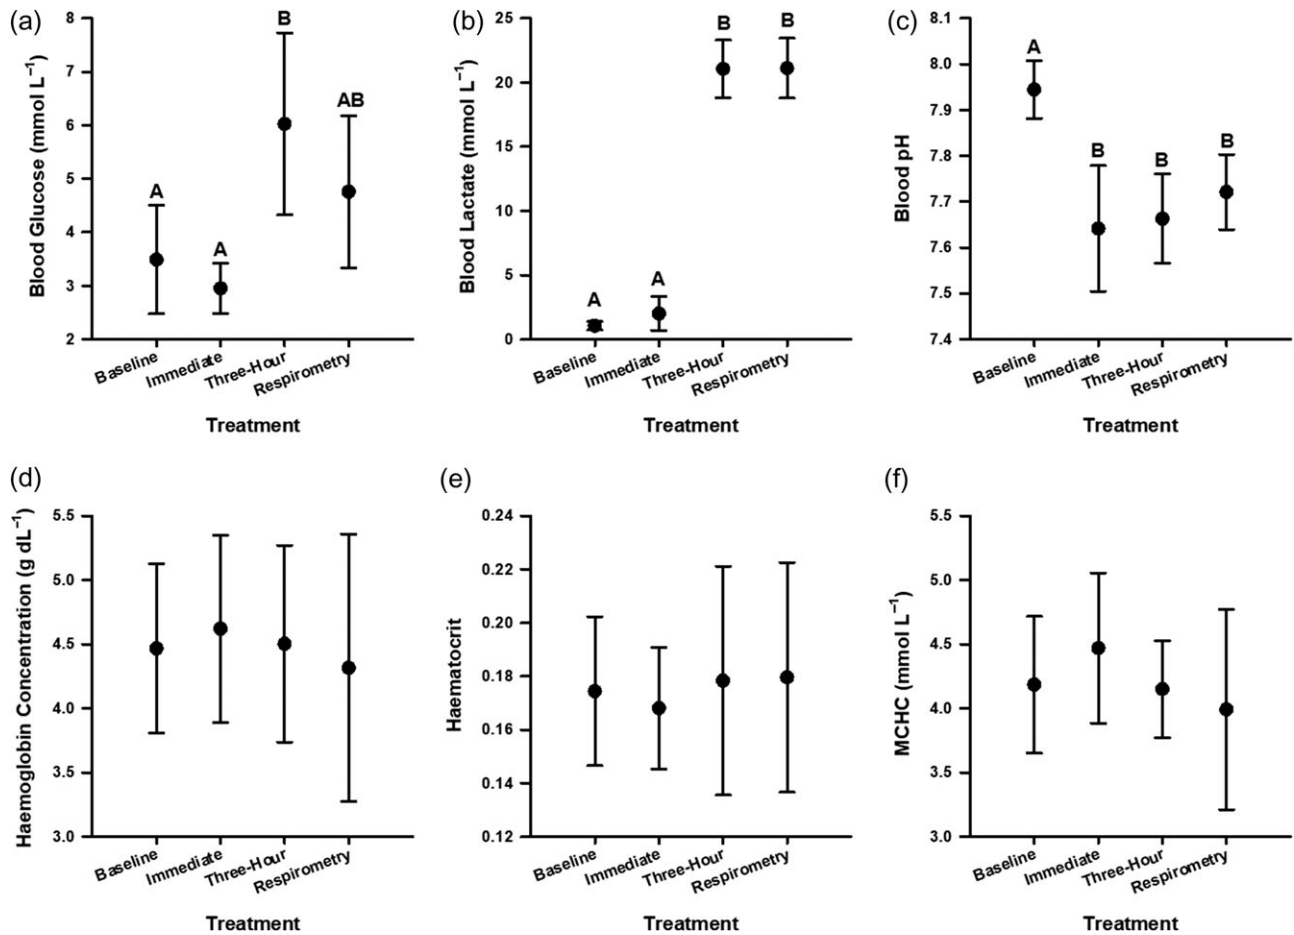 (a)
Blood Glucose (mmol L⁻¹)
8
7
6
5
4
3
2
A
A
B
AB
Baseline
Immediate
Three-Hour
Respirometry
Treatment
(b)
Blood Lactate (mmol L⁻¹)
25
20
15
10
5
0
A
A
B
B
Baseline
Immediate
Three-Hour
Respirometry
Treatment
(c)
Blood pH
8.1
8.0
7.9
7.8
7.7
7.6
7.5
7.4
A
B
B
B
Baseline
Immediate
Three-Hour
Respirometry
Treatment
(d)
Haemoglobin Concentration (g dL⁻¹)
5.5
5.0
4.5
4.0
3.5
3.0
Baseline
Immediate
Three-Hour
Respirometry
Treatment
(e)
Haematocrit
0.24
0.22
0.20
0.18
0.16
0.14
0.12
Baseline
Immediate
Three-Hour
Respirometry
Treatment
(f)
MCHC (mmol L⁻¹)
5.5
5.0
4.5
4.0
3.5
3.0
Baseline
Immediate
Three-Hour
Respirometry
Treatment